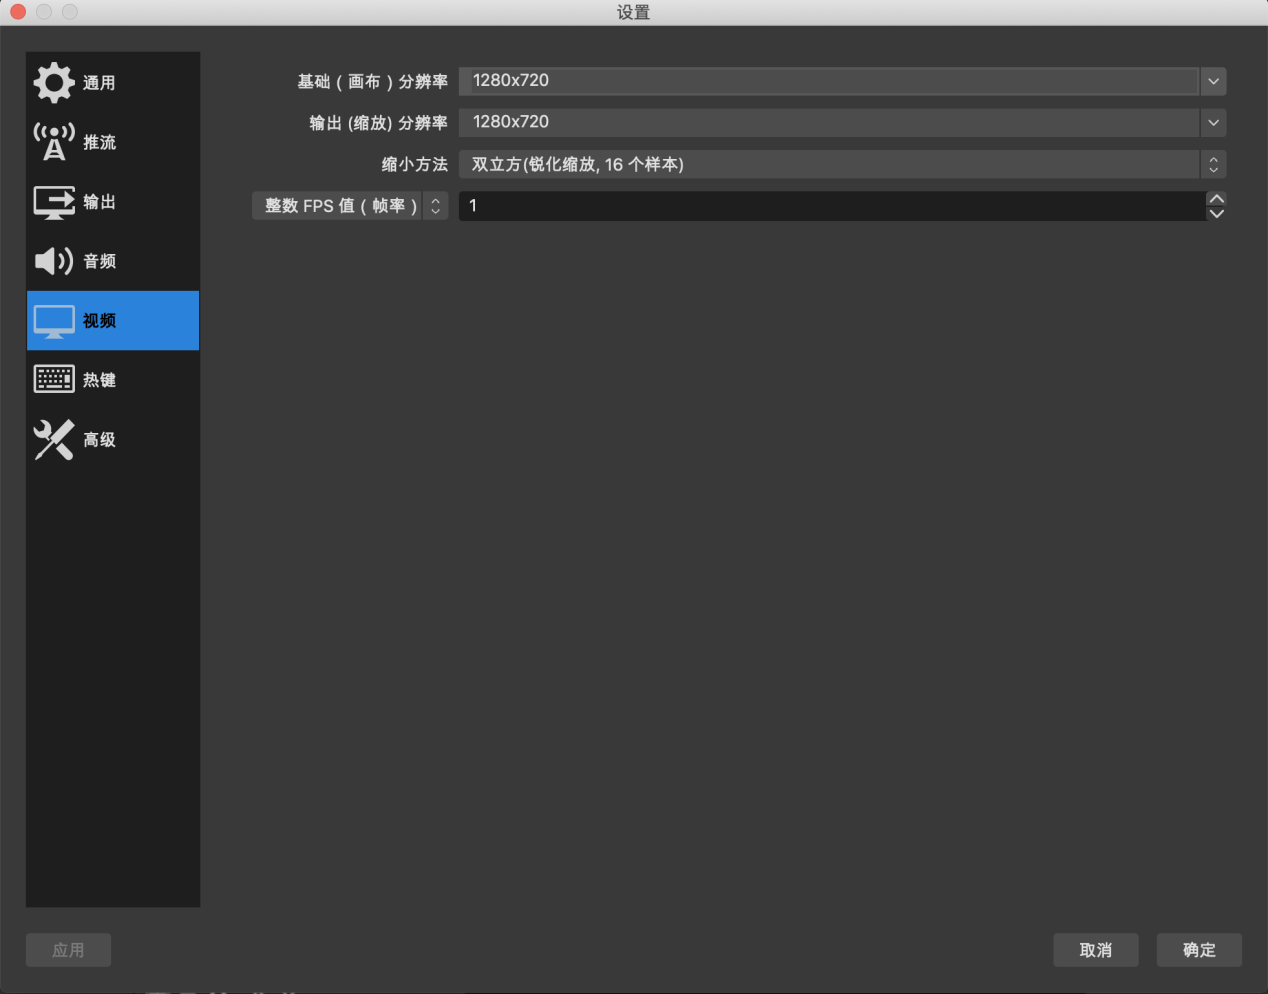 设置
通用
推流
输出
音频
视频
热键
高级
基础 ( 画布 ) 分辨率 1280x720
输出 (缩放) 分辨率 1280x720
缩小方法 双立方(锐化缩放, 16 个样本)
整数 FPS 值 ( 帧率 ) 1
应用 取消 确定